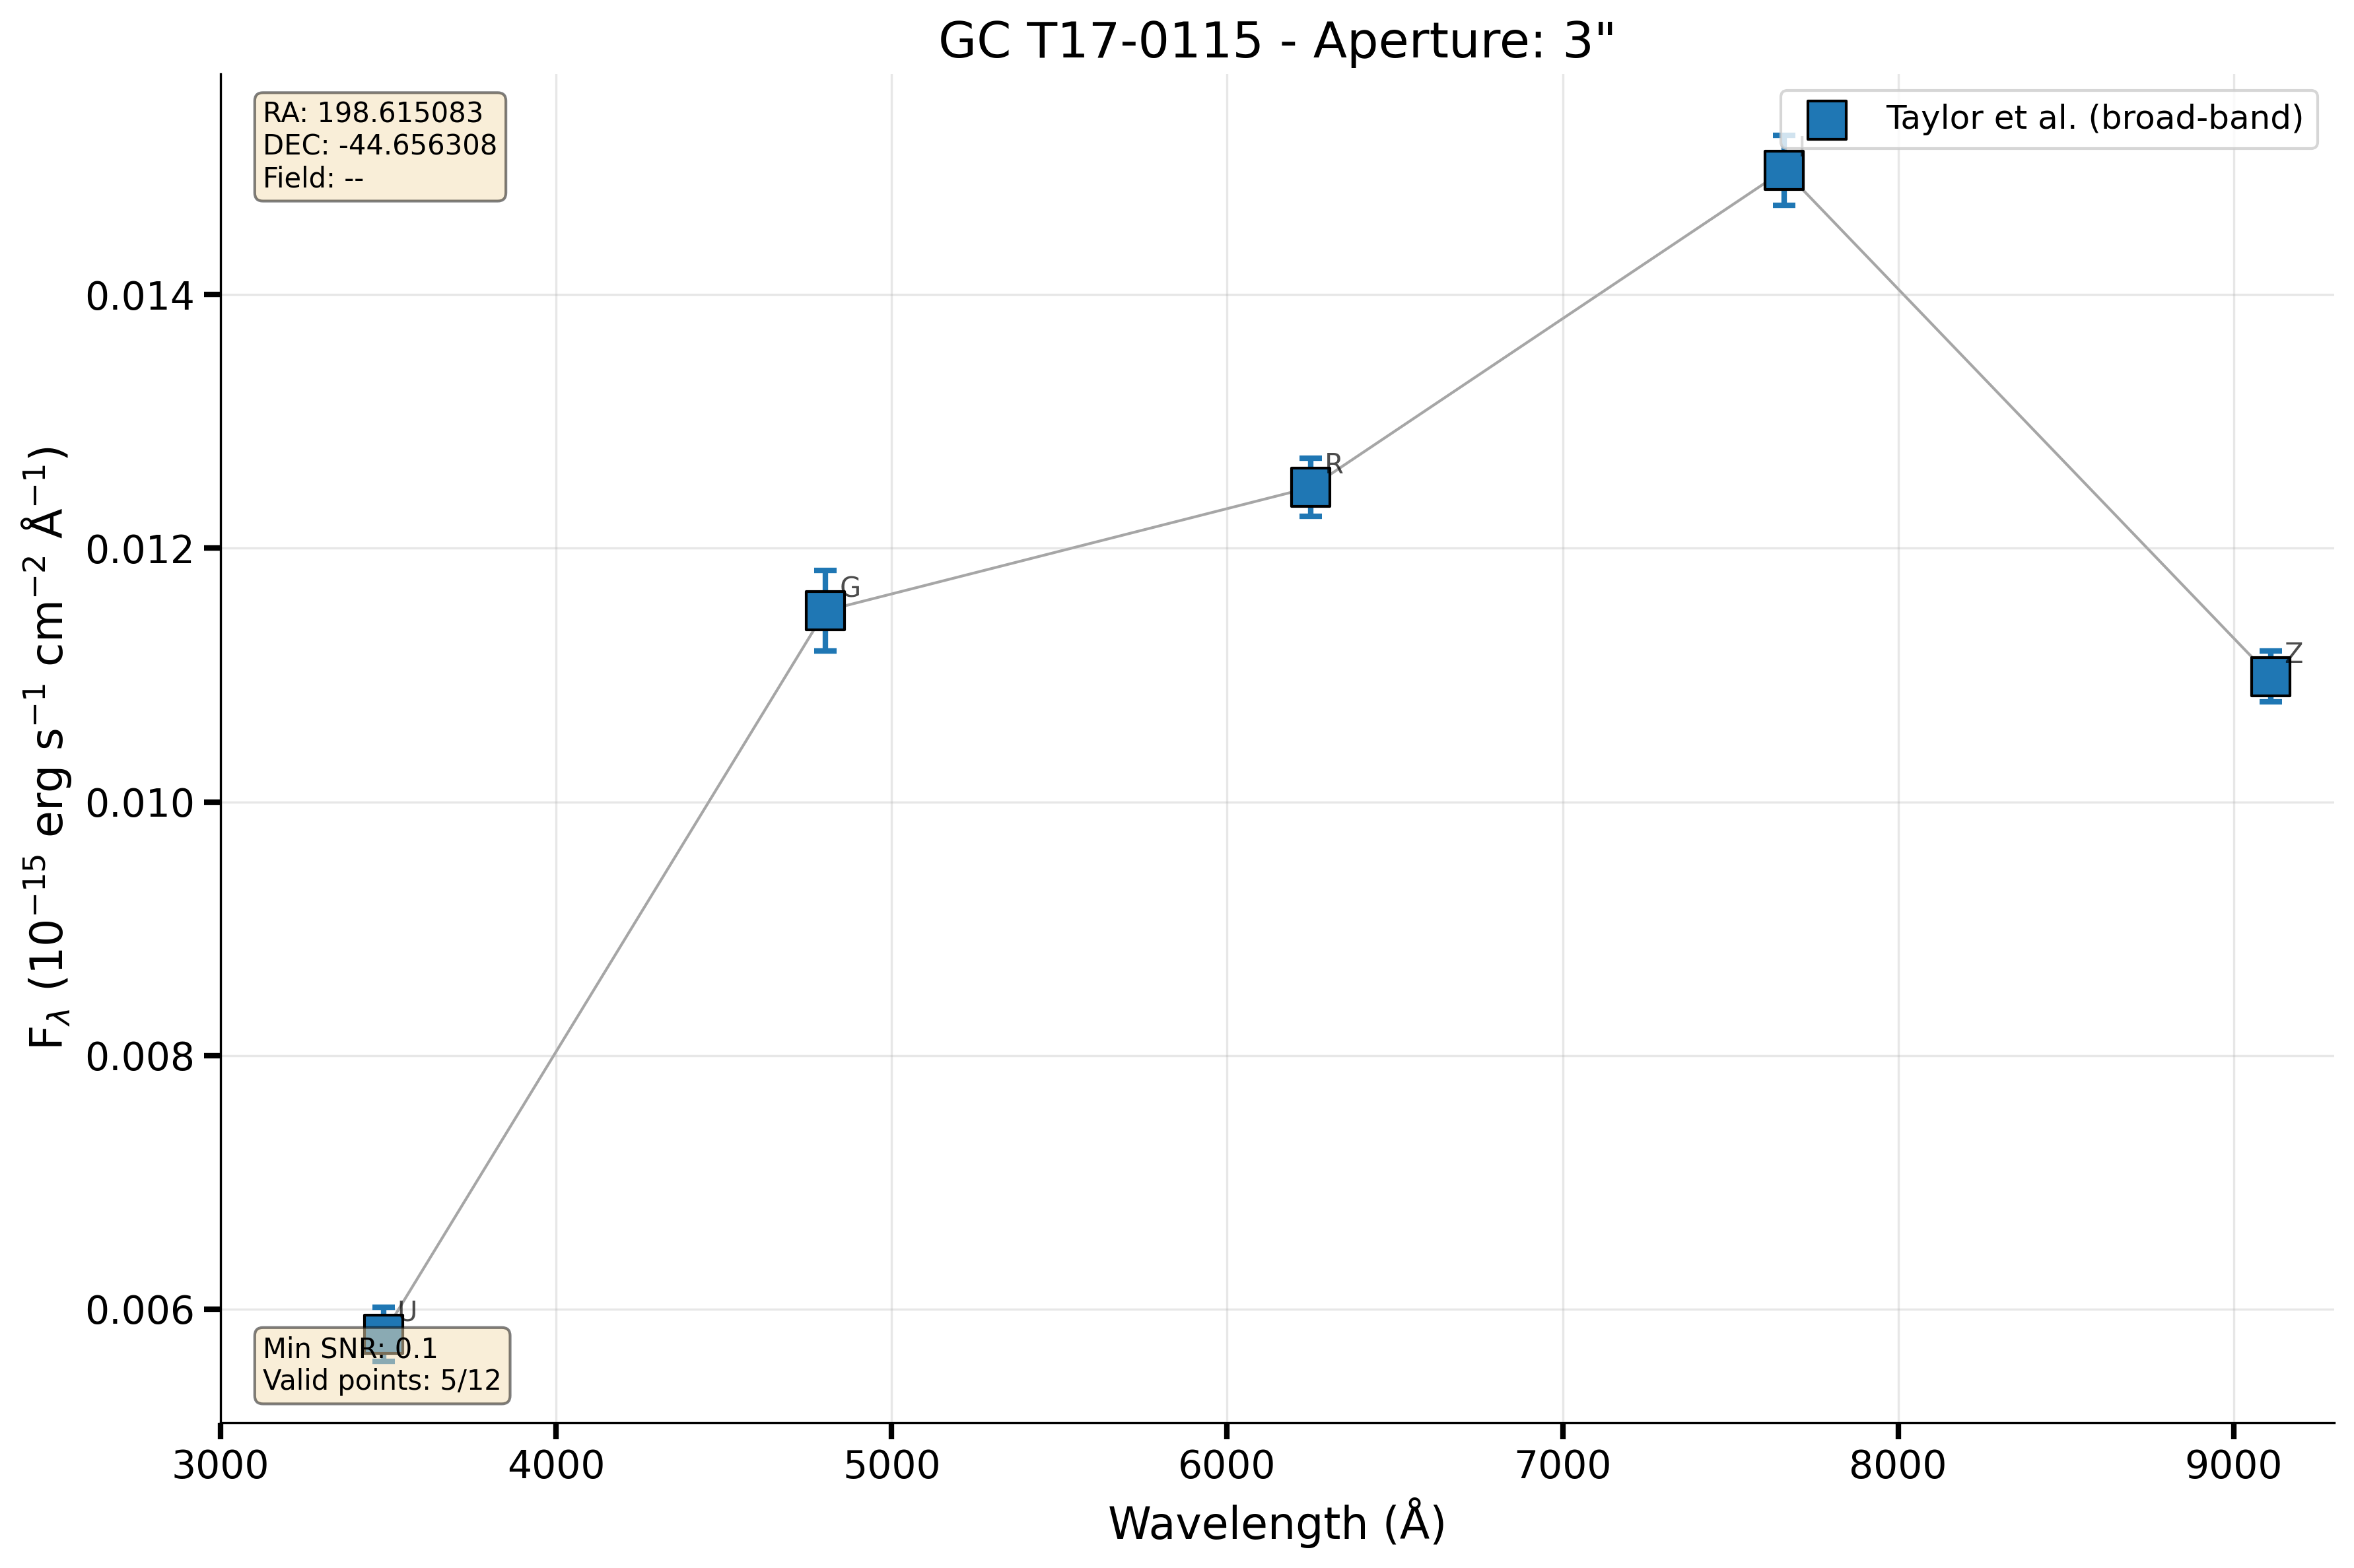 GC T17-0115 - Aperture: 3"
RA: 198.615083
DEC: -44.656308
Field: --
Taylor et al. (broad-band)
F_λ (10⁻¹⁵ erg s⁻¹ cm⁻² Å⁻¹)
0.014
0.012
0.010
0.008
0.006
R
G
Z
U
Min SNR: 0.1
Valid points: 5/12
3000 4000 5000 6000 7000 8000 9000
Wavelength (Å)